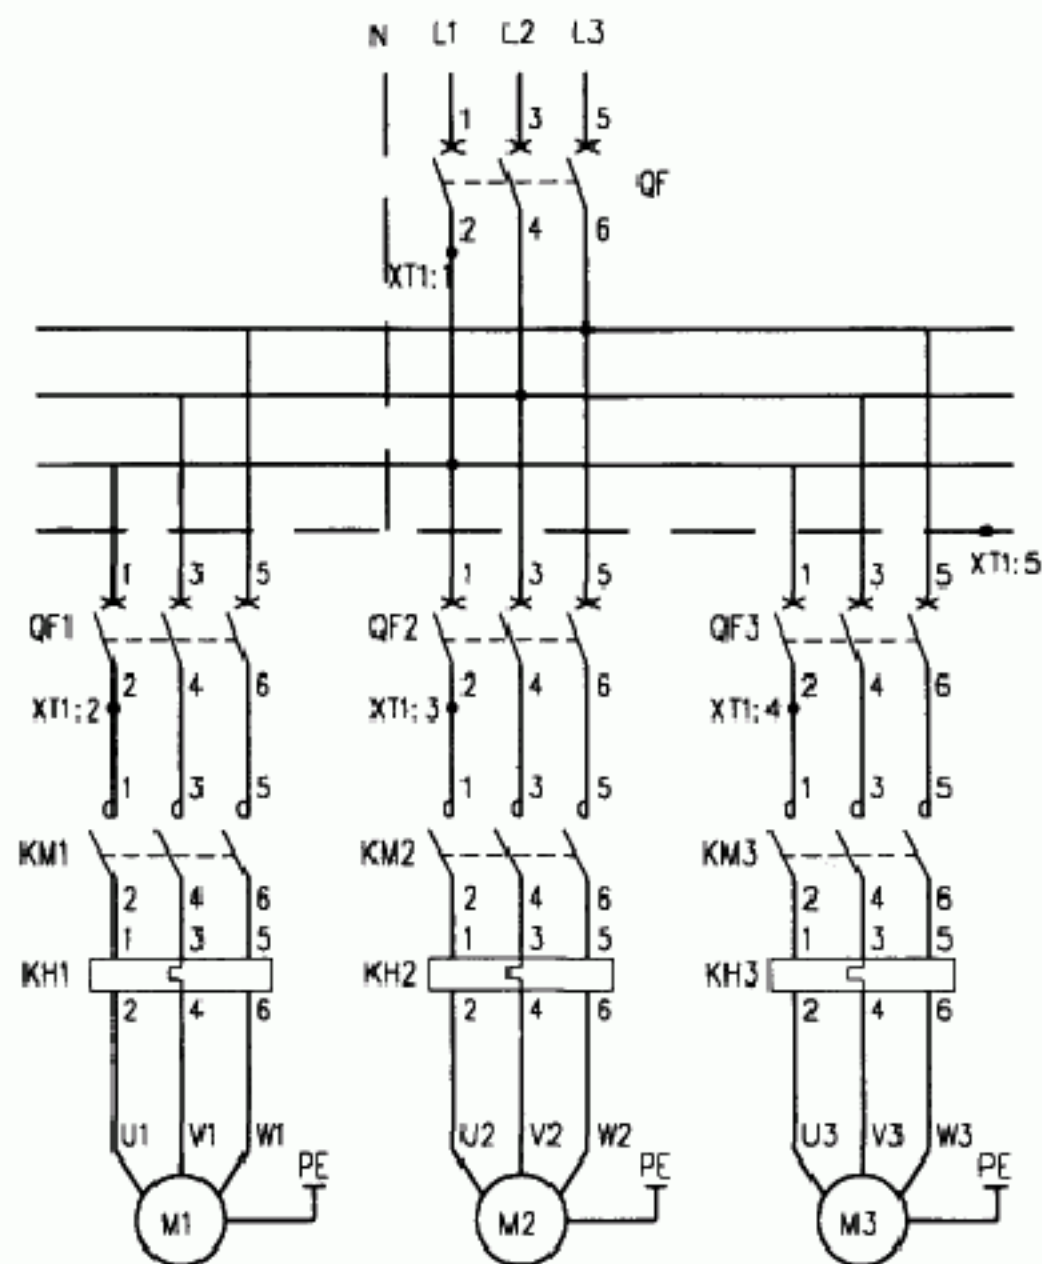 N L1 L2 L3
1 3 5
QF
2 4 6
XT1:1
XT1:5
1 3 5 1 3 5 1 3 5
QF1 QF2 QF3
2 4 6 2 4 6 2 4 6
XT1:2 XT1:3 XT1:4
1 3 5 1 3 5 1 3 5
KM1 KM2 KM3
2 4 6 2 4 6 2 4 6
1 3 5 1 3 5 1 3 5
KH1 KH2 KH3
2 4 6 2 4 6 2 4 6
U1 V1 W1 U2 V2 W2 U3 V3 W3
PE PE PE
M1 M2 M3